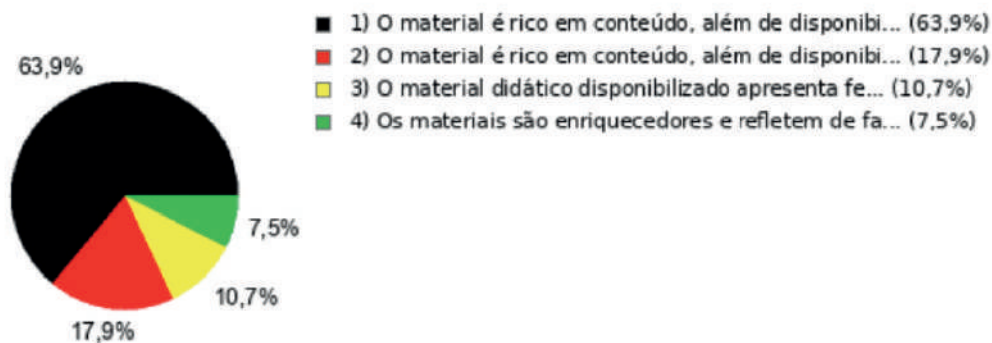 1) O material é rico em conteúdo, além de disponibi... (63,9%)
2) O material é rico em conteúdo, além de disponibi... (17,9%)
3) O material didático disponibilizado apresenta fe... (10,7%)
4) Os materiais são enriquecedores e refletem de fa... (7,5%)
63,9%
7,5%
10,7%
17,9%